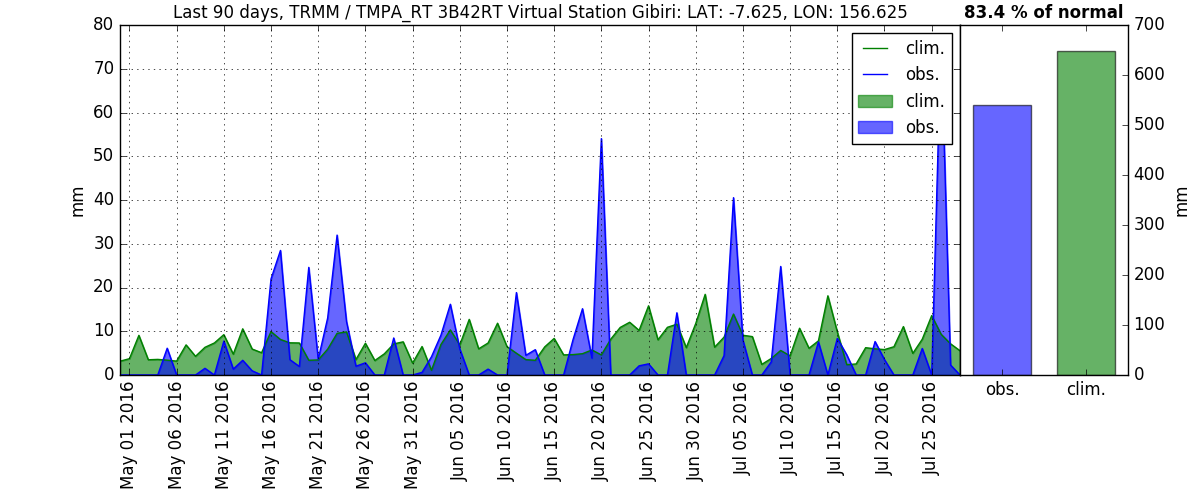 Last 90 days, TRMM / TMPA_RT 3B42RT Virtual Station Gibiri: LAT: -7.625, LON: 156.625
83.4 % of normal
80
70
60
50
40
30
20
10
0
mm
clim.
obs.
clim.
obs.
700
600
500
400
300
200
100
0
mm
obs.
clim.
May 01 2016
May 06 2016
May 11 2016
May 16 2016
May 21 2016
May 26 2016
May 31 2016
Jun 05 2016
Jun 10 2016
Jun 15 2016
Jun 20 2016
Jun 25 2016
Jun 30 2016
Jul 05 2016
Jul 10 2016
Jul 15 2016
Jul 20 2016
Jul 25 2016